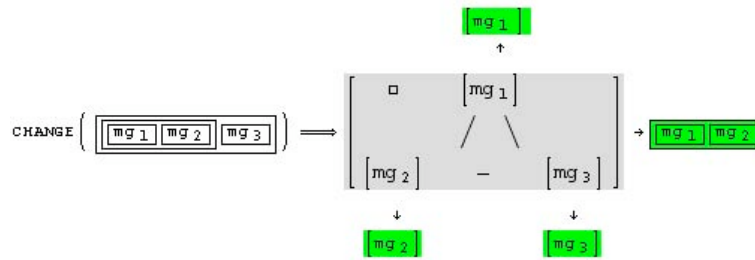 [mg 1]
↑
□ [mg 1]
CHANGE ( mg 1 mg 2 mg 3 ) ⟹ / \ → mg 1 mg 2
[mg 2] – [mg 3]
↓ ↓
[mg 2] [mg 3]